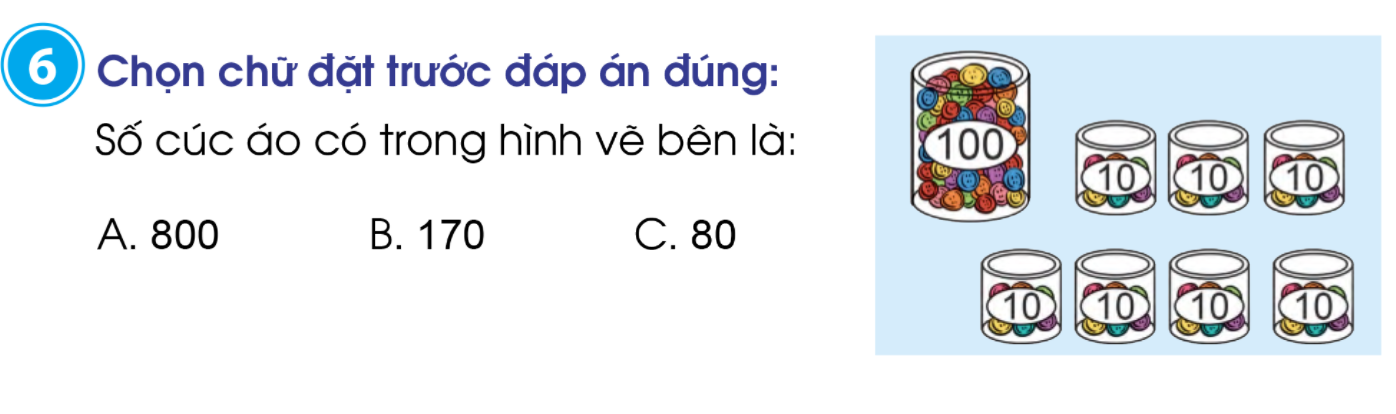 6 Chọn chữ đặt trước đáp án đúng:
Số cúc áo có trong hình vẽ bên là:
A. 800 B. 170 C. 80
100
10 10 10
10 10 10 10